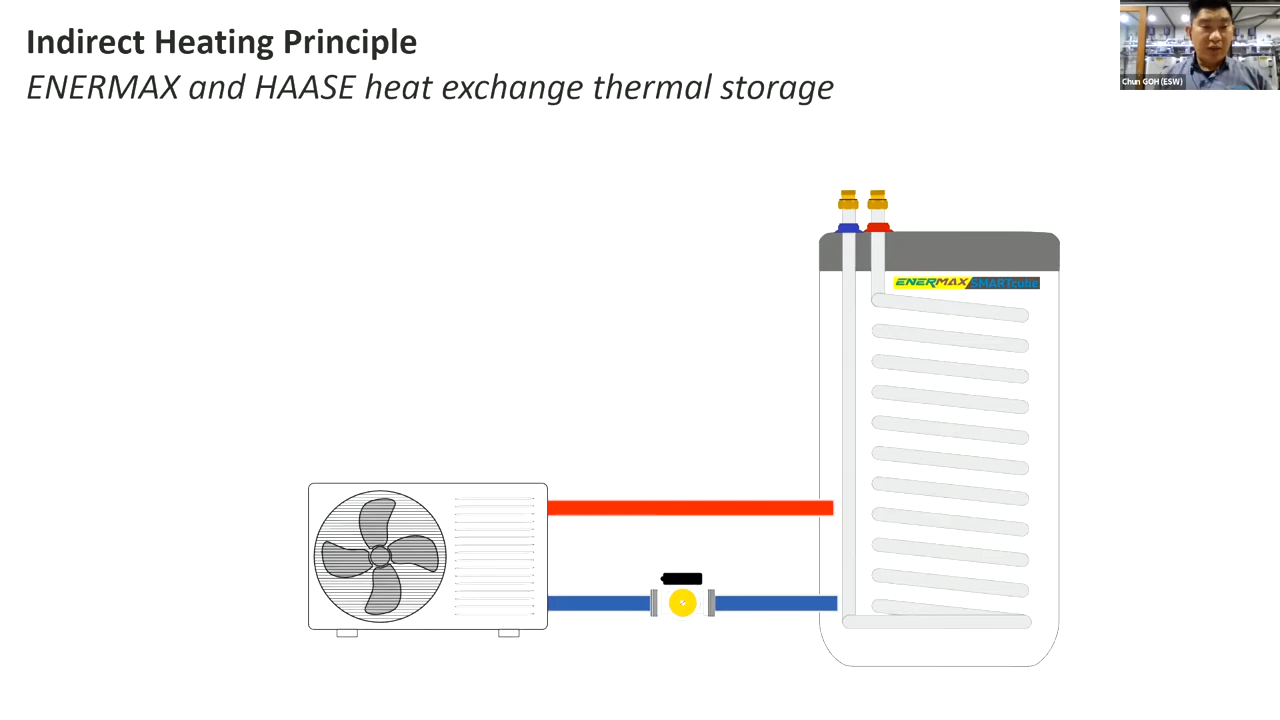 Indirect Heating Principle
ENERMAX and HAASE heat exchange thermal storage
Chun GOH (ESW)
ENERMAX SMARTcube